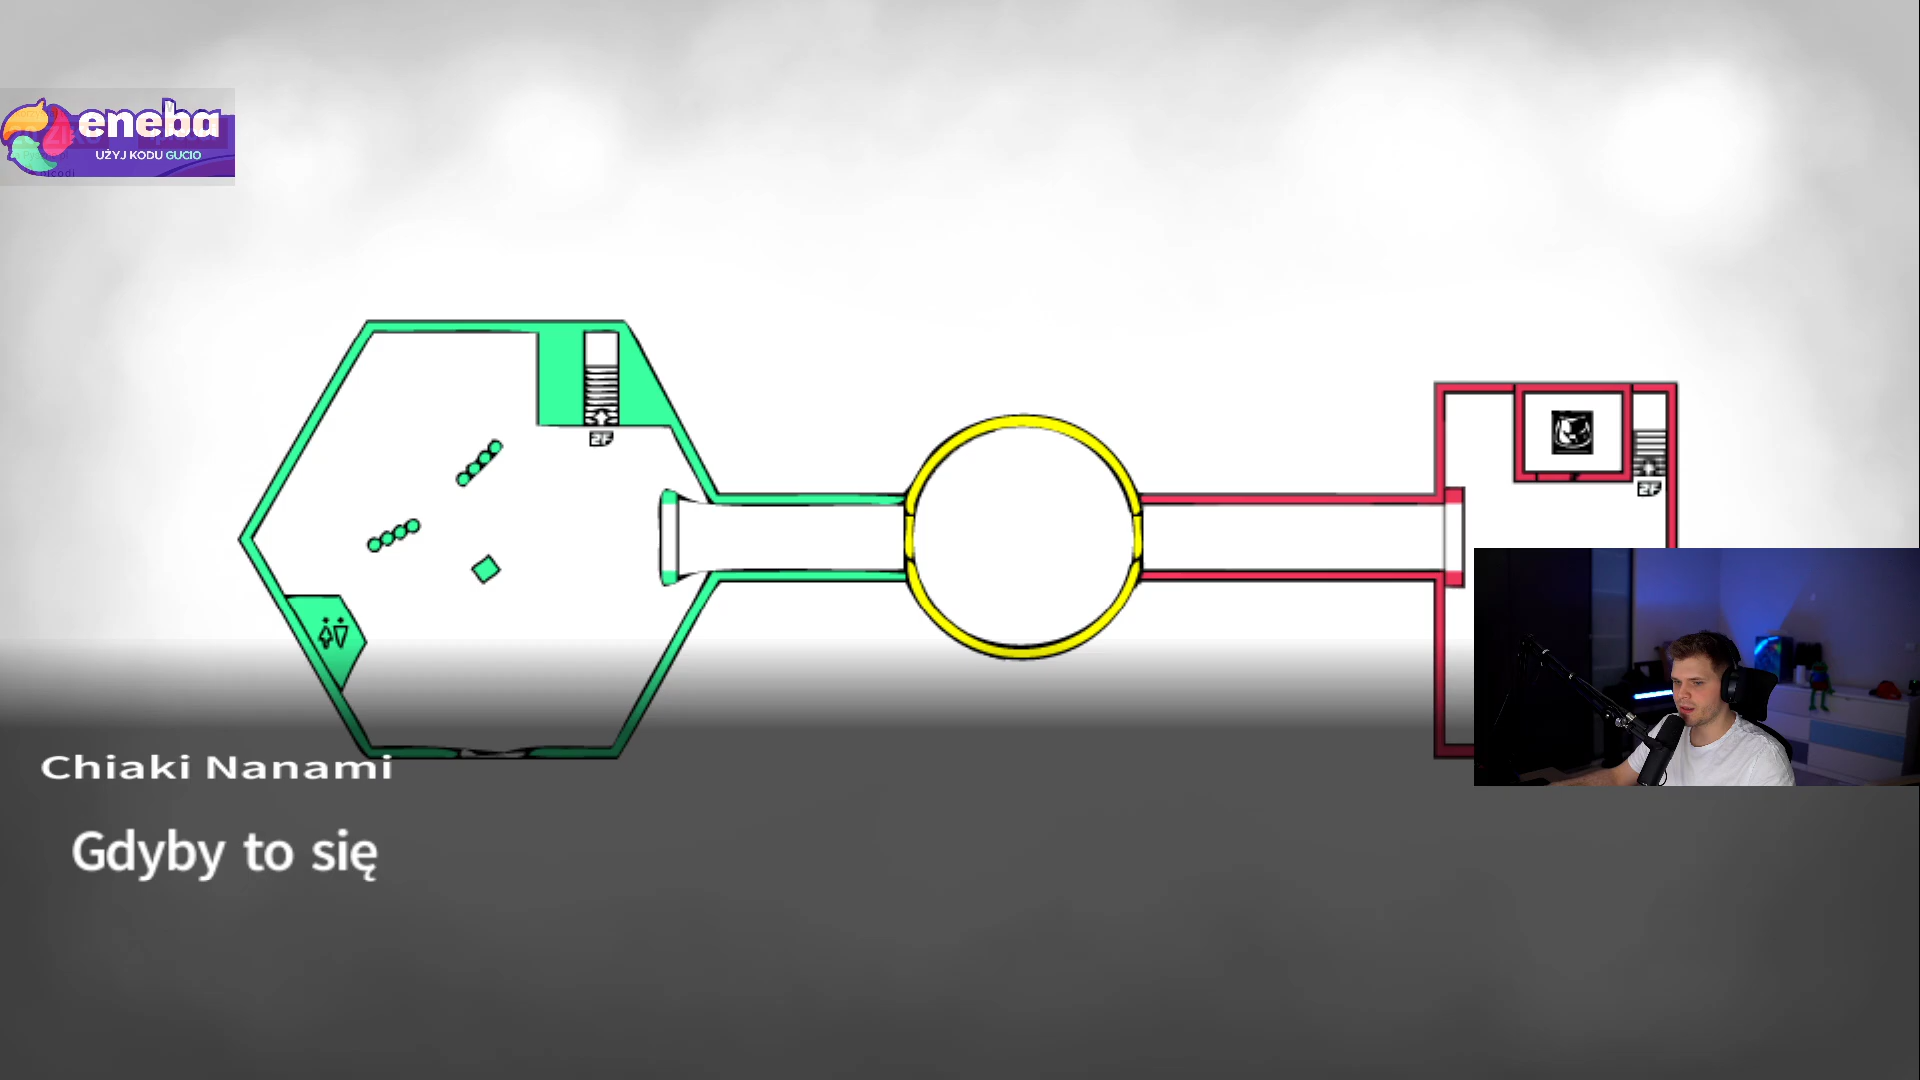 eneba
UŻYJ KODU GUCIO
2F
2F
Chiaki Nanami
Gdyby to się